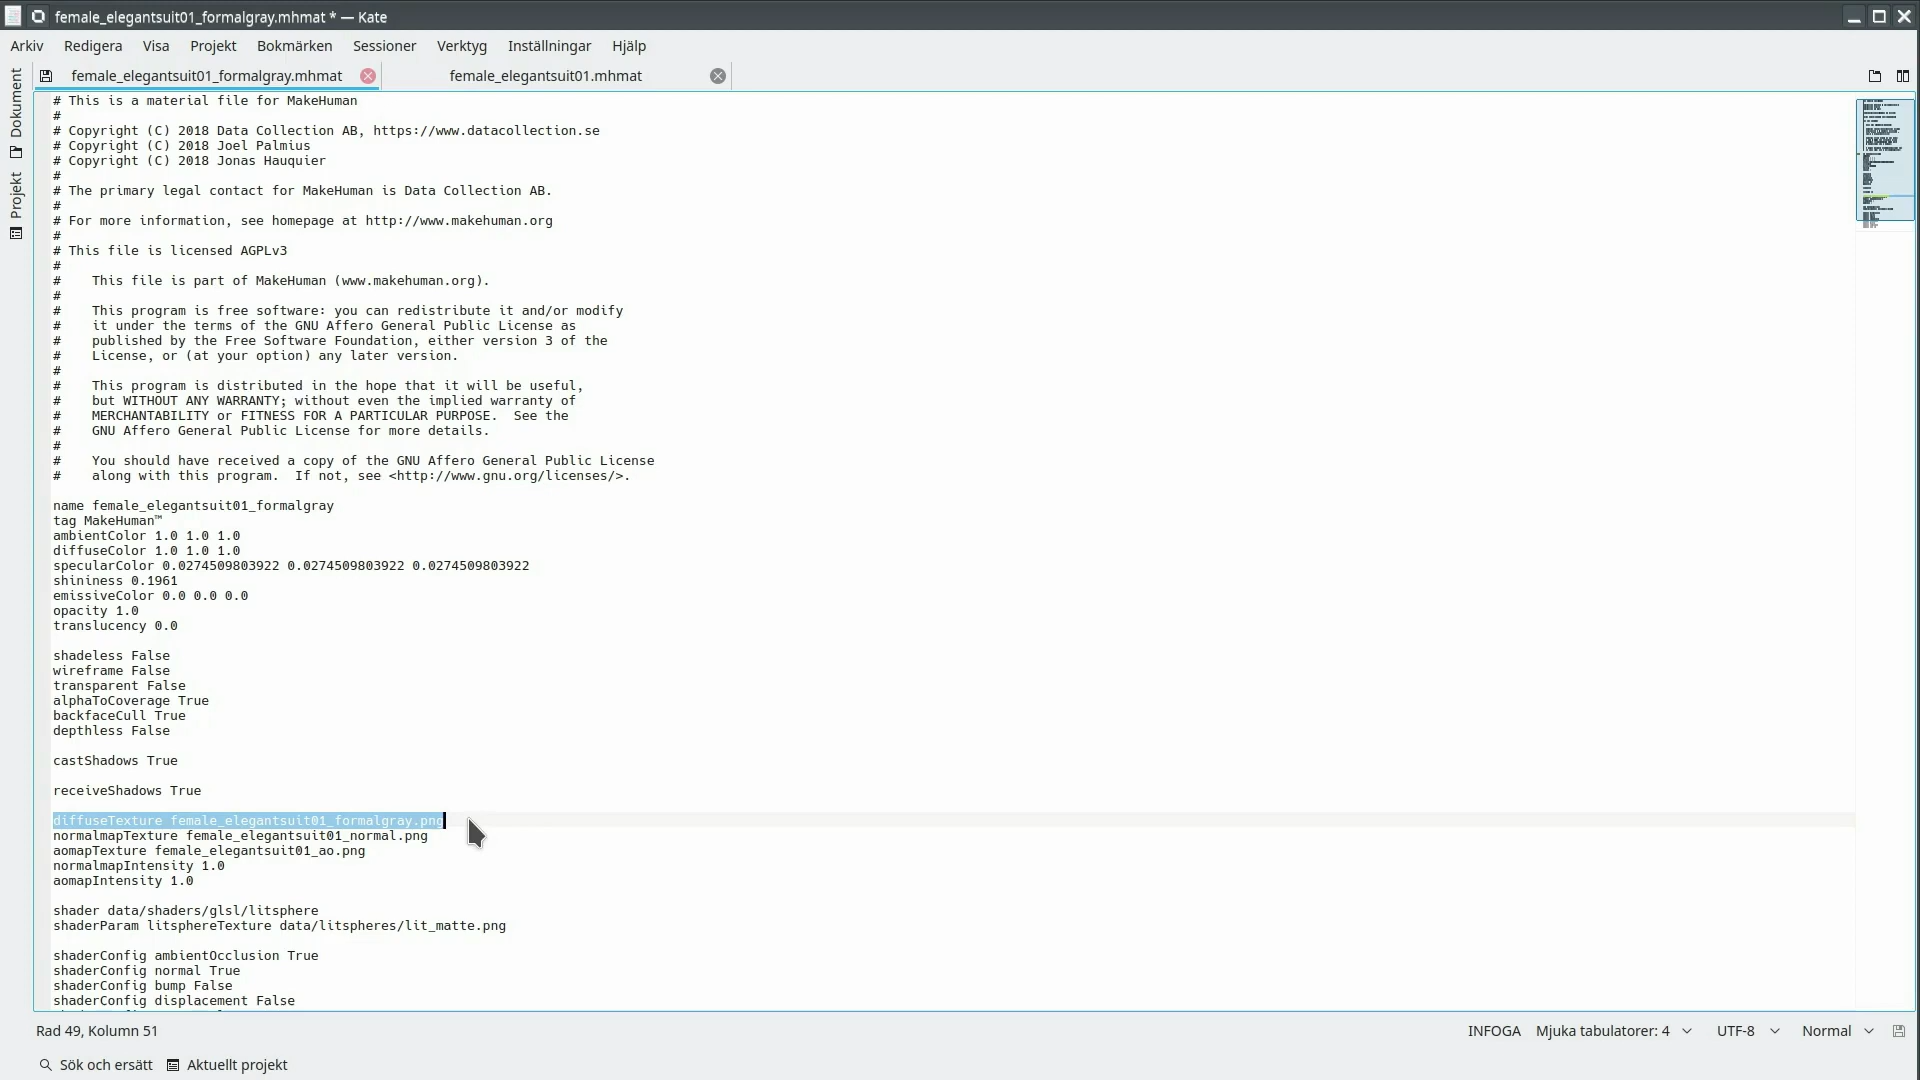 female_elegantsuit01_formalgray.mhmat * — Kate
Arkiv Redigera Visa Projekt Bokmärken Sessioner Verktyg Inställningar Hjälp
female_elegantsuit01_formalgray.mhmat female_elegantsuit01.mhmat
Dokument
Projekt
# This is a material file for MakeHuman
#
# Copyright (C) 2018 Data Collection AB, https://www.datacollection.se
# Copyright (C) 2018 Joel Palmius
# Copyright (C) 2018 Jonas Hauquier
#
# The primary legal contact for MakeHuman is Data Collection AB.
#
# For more information, see homepage at http://www.makehuman.org
#
# This file is licensed AGPLv3
#
#    This file is part of MakeHuman (www.makehuman.org).
#
#    This program is free software: you can redistribute it and/or modify
#    it under the terms of the GNU Affero General Public License as
#    published by the Free Software Foundation, either version 3 of the
#    License, or (at your option) any later version.
#
#    This program is distributed in the hope that it will be useful,
#    but WITHOUT ANY WARRANTY; without even the implied warranty of
#    MERCHANTABILITY or FITNESS FOR A PARTICULAR PURPOSE.  See the
#    GNU Affero General Public License for more details.
#
#    You should have received a copy of the GNU Affero General Public License
#    along with this program.  If not, see <http://www.gnu.org/licenses/>.
name female_elegantsuit01_formalgray
tag MakeHuman™
ambientColor 1.0 1.0 1.0
diffuseColor 1.0 1.0 1.0
specularColor 0.0274509803922 0.0274509803922 0.0274509803922
shininess 0.1961
emissiveColor 0.0 0.0 0.0
opacity 1.0
translucency 0.0
shadeless False
wireframe False
transparent False
alphaToCoverage True
backfaceCull True
depthless False
castShadows True
receiveShadows True
diffuseTexture female_elegantsuit01_formalgray.png
normalmapTexture female_elegantsuit01_normal.png
aomapTexture female_elegantsuit01_ao.png
normalmapIntensity 1.0
aomapIntensity 1.0
shader data/shaders/glsl/litsphere
shaderParam litsphereTexture data/litspheres/lit_matte.png
shaderConfig ambientOcclusion True
shaderConfig normal True
shaderConfig bump False
shaderConfig displacement False
Rad 49, Kolumn 51 INFOGA Mjuka tabulatorer: 4 UTF-8 Normal
Sök och ersätt Aktuellt projekt